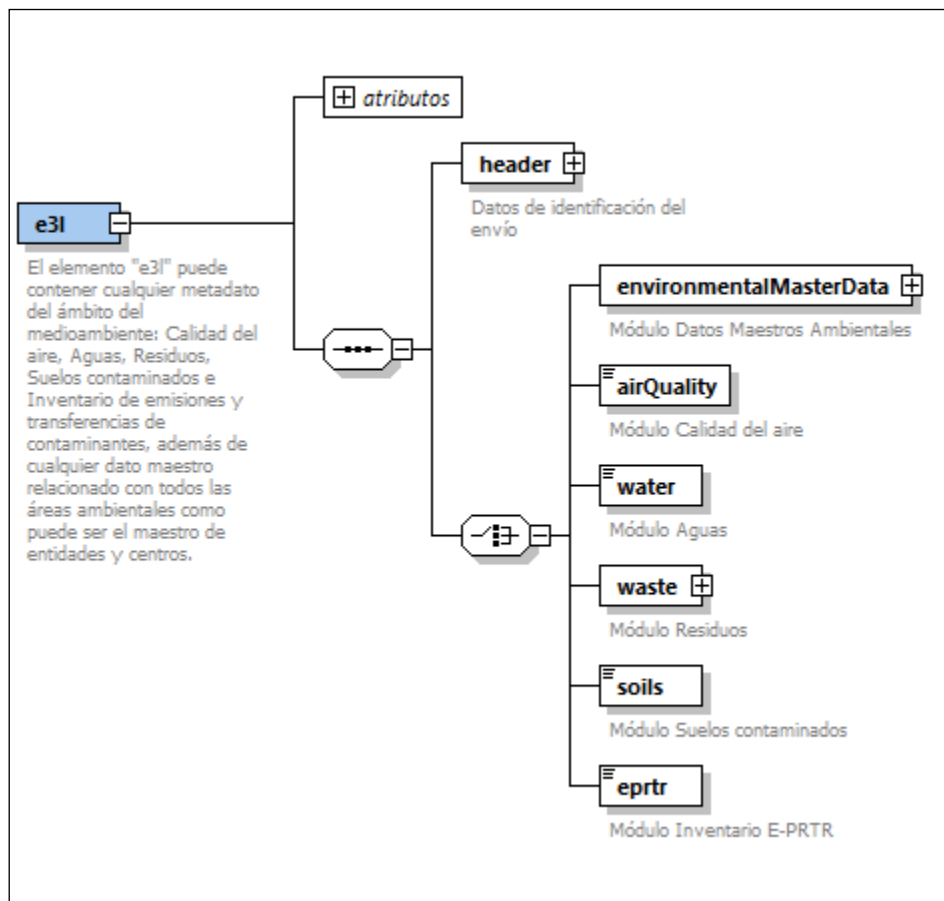 atributos
header
Datos de identificación del
envío
e3l
El elemento "e3l" puede
contener cualquier metadato
del ámbito del
medioambiente: Calidad del
aire, Aguas, Residuos,
Suelos contaminados e
Inventario de emisiones y
transferencias de
contaminantes, además de
cualquier dato maestro
relacionado con todos las
áreas ambientales como
puede ser el maestro de
entidades y centros.
environmentalMasterData
Módulo Datos Maestros Ambientales
airQuality
Módulo Calidad del aire
water
Módulo Aguas
waste
Módulo Residuos
soils
Módulo Suelos contaminados
eprtr
Módulo Inventario E-PRTR